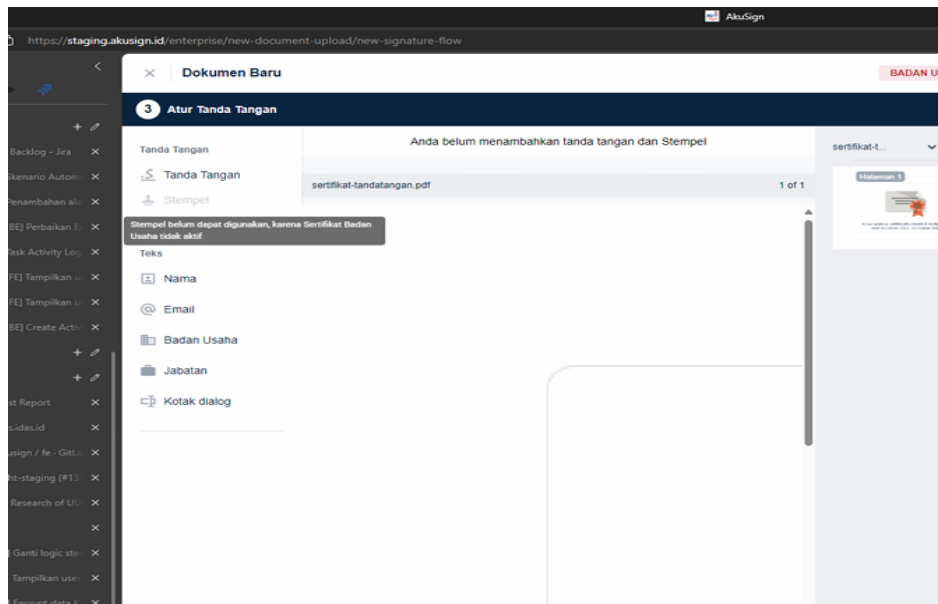 AkuSign
https://staging.akusign.id/enterprise/new-document-upload/new-signature-flow
Dokumen Baru
BADAN U
3 Atur Tanda Tangan
Backlog - Jira
Skenario Autom
Penambahan al
BE] Perbaikan E
Task Activity Log
FE] Tampilkan u
FE] Tampilkan u
BE] Create Activ
st Report
s.idas.id
usign / fe - GitLa
ht-staging (#13
Research of UU
] Ganti logic ste
Tampilkan user
] Encrypt data K
Tanda Tangan
Tanda Tangan
Stempel
Stempel belum dapat digunakan, karena Sertifikat Badan
Usaha tidak aktif
Teks
Nama
Email
Badan Usaha
Jabatan
Kotak dialog
Anda belum menambahkan tanda tangan dan Stempel
sertifikat-tandatangan.pdf 1 of 1
sertifikat-t...
Halaman 1